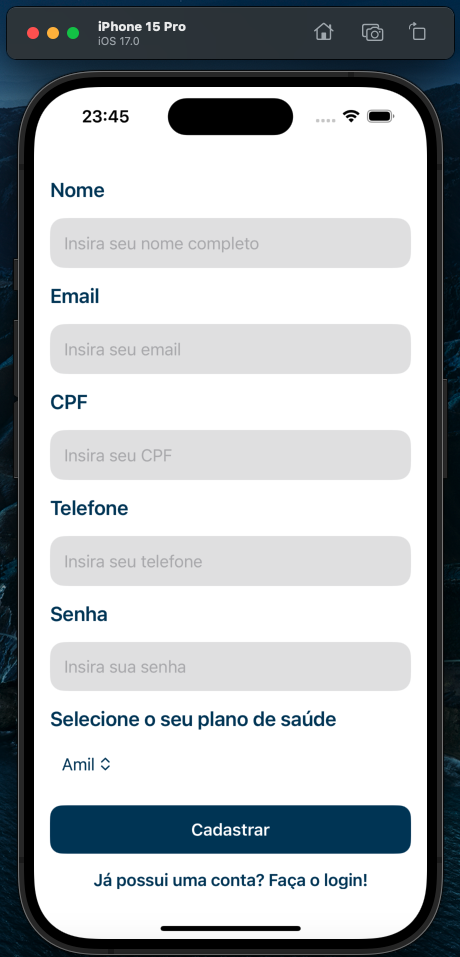 iPhone 15 Pro
iOS 17.0
23:45
Nome
Insira seu nome completo
Email
Insira seu email
CPF
Insira seu CPF
Telefone
Insira seu telefone
Senha
Insira sua senha
Selecione o seu plano de saúde
Amil
Cadastrar
Já possui uma conta? Faça o login!